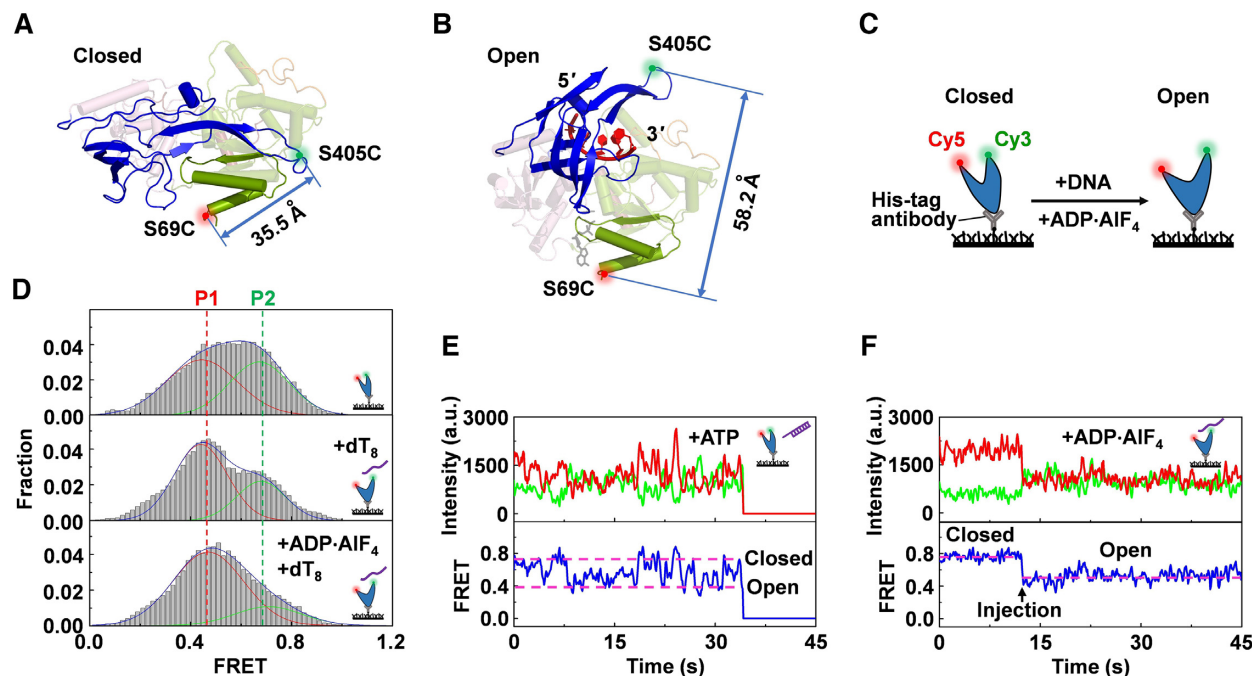 A
Closed
S405C
S69C
35.5 Å
B
Open
S405C
5′
3′
58.2 Å
S69C
C
Closed
Open
Cy5
Cy3
+DNA
His-tag
antibody
+ADP·AlF4
D
P1
P2
0.04
0.02
0.00
+dT8
0.04
0.02
0.00
+ADP·AlF4
+dT8
0.04
0.02
0.00
Fraction
0.0
0.4
0.8
1.2
FRET
E
+ATP
3000
1500
0
Intensity (a.u.)
Closed
Open
0.8
0.4
0.0
FRET
0
15
30
45
Time (s)
F
+ADP·AlF4
3000
1500
0
Intensity (a.u.)
Closed
Open
Injection
0.8
0.4
0.0
FRET
0
15
30
45
Time (s)